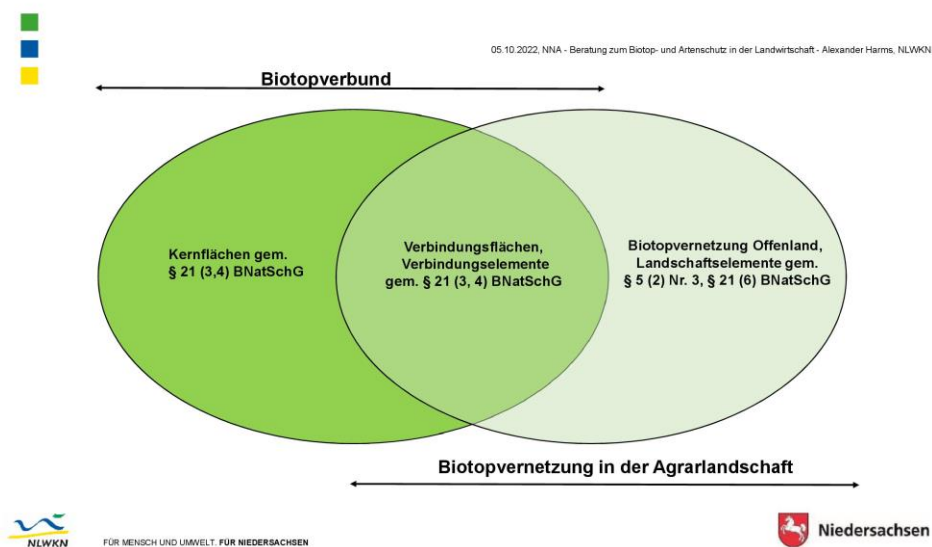 05.10.2022, NNA - Beratung zum Biotop- und Artenschutz in der Landwirtschaft - Alexander Harms, NLWKN
Biotopverbund
Kernflächen gem.
§ 21 (3,4) BNatSchG
Verbindungsflächen,
Verbindungselemente
gem. § 21 (3, 4) BNatSchG
Biotopvernetzung Offenland,
Landschaftselemente gem.
§ 5 (2) Nr. 3, § 21 (6) BNatSchG
Biotopvernetzung in der Agrarlandschaft
NLWKN
FÜR MENSCH UND UMWELT. FÜR NIEDERSACHSEN
Niedersachsen